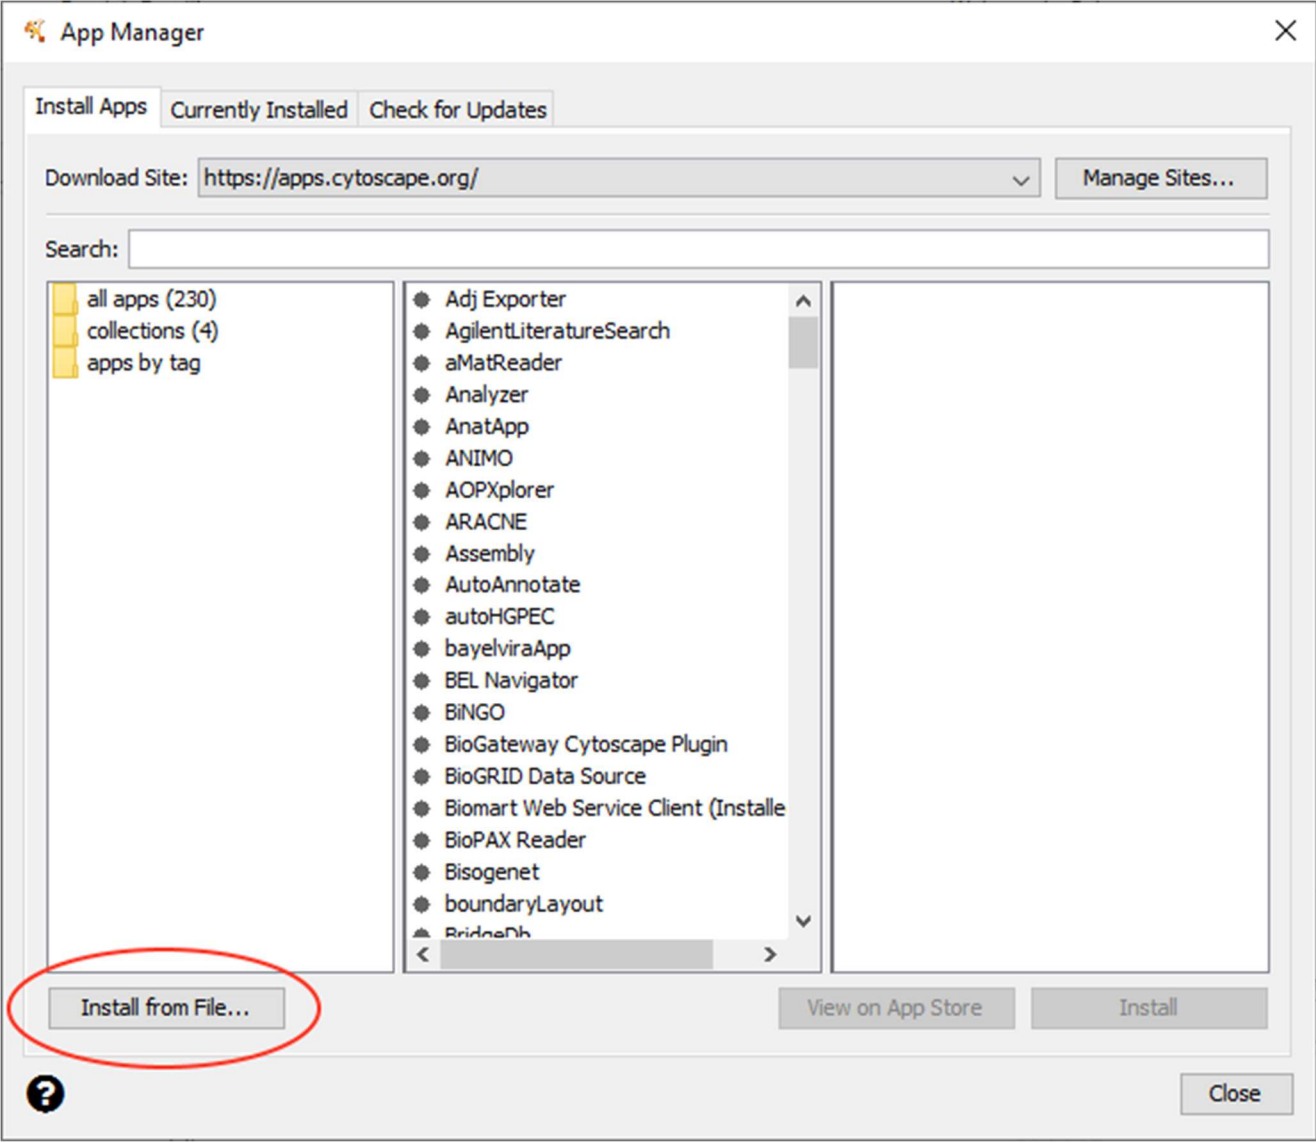 App Manager
Install Apps
Currently Installed
Check for Updates
Download Site: https://apps.cytoscape.org/
Manage Sites...
Search:
all apps (230)
collections (4)
apps by tag
Adj Exporter
AgilentLiteratureSearch
aMatReader
Analyzer
AnatApp
ANIMO
AOPXplorer
ARACNE
Assembly
AutoAnnotate
autoHGPEC
bayelviraApp
BEL Navigator
BiNGO
BioGateway Cytoscape Plugin
BioGRID Data Source
Biomart Web Service Client (Installe
BioPAX Reader
Bisogenet
boundaryLayout
BridgeDb
Install from File...
View on App Store
Install
?
Close